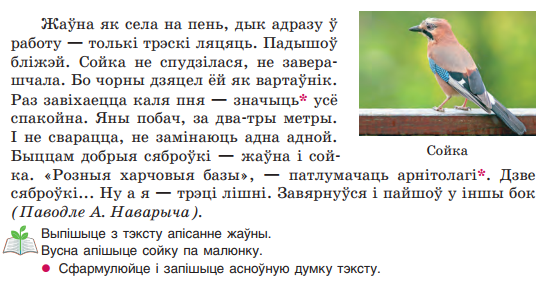 Жаўна як села на пень, дык адразу ў
работу — толькі трэскі ляцяць. Падышоў
бліжэй. Сойка не спудзілася, не завера-
шчала. Бо чорны дзяцел ёй як вартаўнік.
Раз завіхаецца каля пня — значыць* усё
спакойна. Яны побач, за два-тры метры.
І не сварацца, не замінаюць адна адной.
Быццам добрыя сяброўкі — жаўна і сой-
ка. «Розныя харчовыя базы», — патлумачаць арнітолагі*. Дзве
сяброўкі... Ну а я — трэці лішні. Завярнуўся і пайшоў у іншы бок
(Паводле А. Наварыча).
Сойка
Выпішыце з тэксту апісанне жаўны.
Вусна апішыце сойку па малюнку.
• Сфармулюйце і запішыце асноўную думку тэксту.